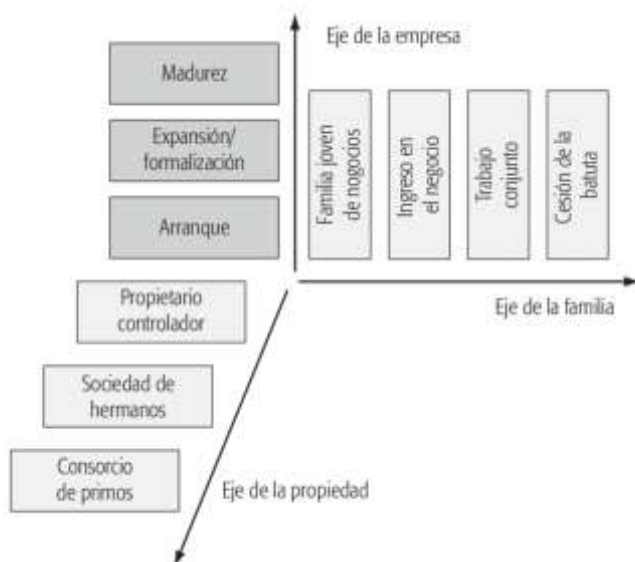 Eje de la empresa
Madurez
Expansión/
formalización
Arranque
Familia joven
de nogocios
Ingreso en
el negocio
Trabajo
conjunto
Cesión de la
batuta
Eje de la familia
Propietario
controlador
Sociedad de
hermanos
Consorcio
de primos
Eje de la propiedad